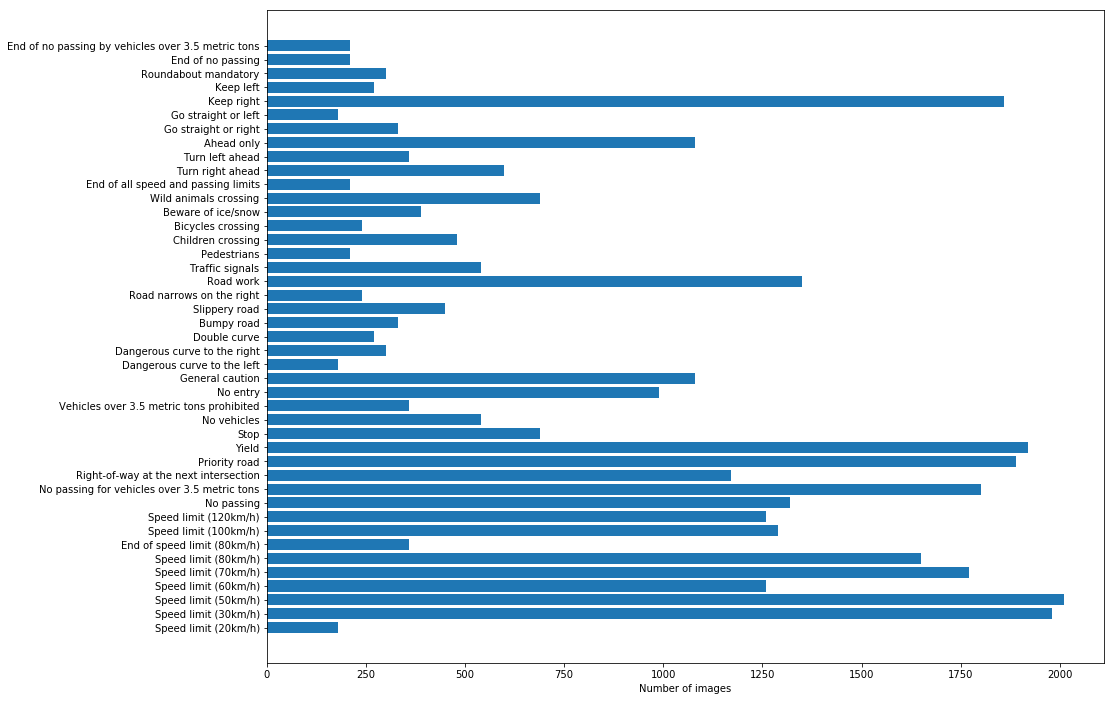 End of no passing by vehicles over 3.5 metric tons
End of no passing
Roundabout mandatory
Keep left
Keep right
Go straight or left
Go straight or right
Ahead only
Turn left ahead
Turn right ahead
End of all speed and passing limits
Wild animals crossing
Beware of ice/snow
Bicycles crossing
Children crossing
Pedestrians
Traffic signals
Road work
Road narrows on the right
Slippery road
Bumpy road
Double curve
Dangerous curve to the right
Dangerous curve to the left
General caution
No entry
Vehicles over 3.5 metric tons prohibited
No vehicles
Stop
Yield
Priority road
Right-of-way at the next intersection
No passing for vehicles over 3.5 metric tons
No passing
Speed limit (120km/h)
Speed limit (100km/h)
End of speed limit (80km/h)
Speed limit (80km/h)
Speed limit (70km/h)
Speed limit (60km/h)
Speed limit (50km/h)
Speed limit (30km/h)
Speed limit (20km/h)
0 250 500 750 1000 1250 1500 1750 2000
Number of images